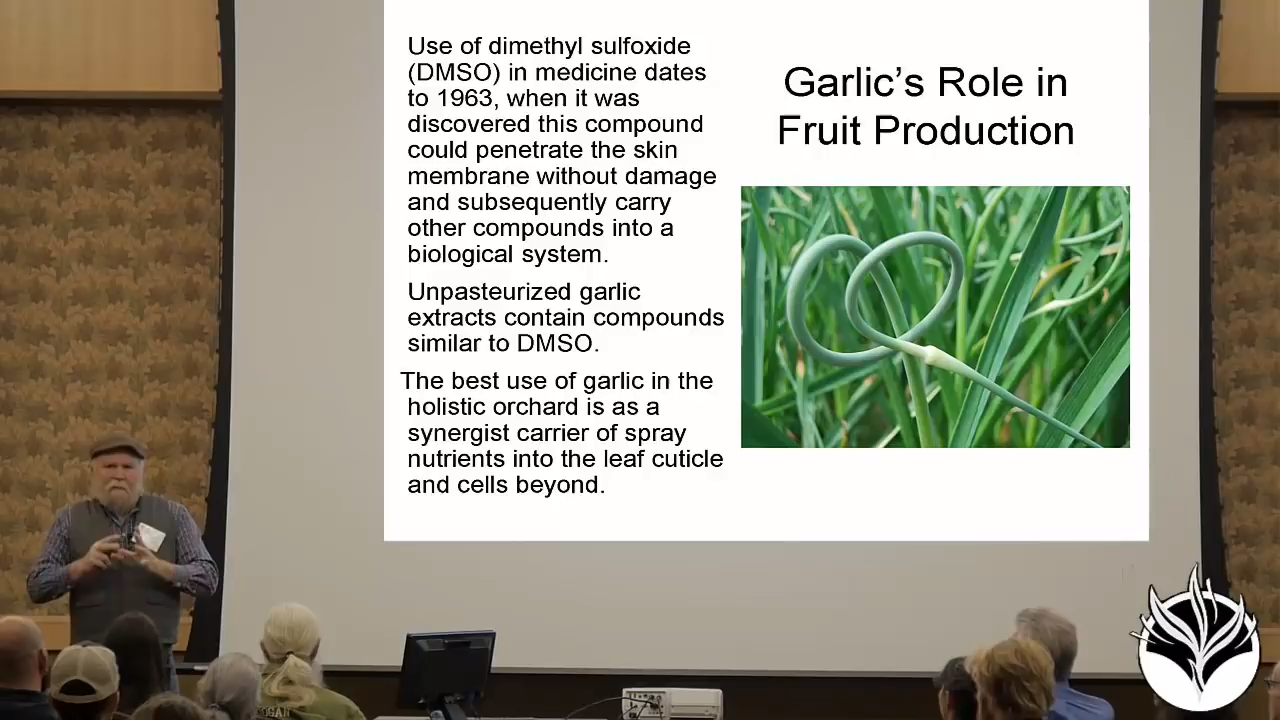 Use of dimethyl sulfoxide
(DMSO) in medicine dates
to 1963, when it was
discovered this compound
could penetrate the skin
membrane without damage
and subsequently carry
other compounds into a
biological system.
Unpasteurized garlic
extracts contain compounds
similar to DMSO.
The best use of garlic in the
holistic orchard is as a
synergist carrier of spray
nutrients into the leaf cuticle
and cells beyond.
Garlic's Role in
Fruit Production